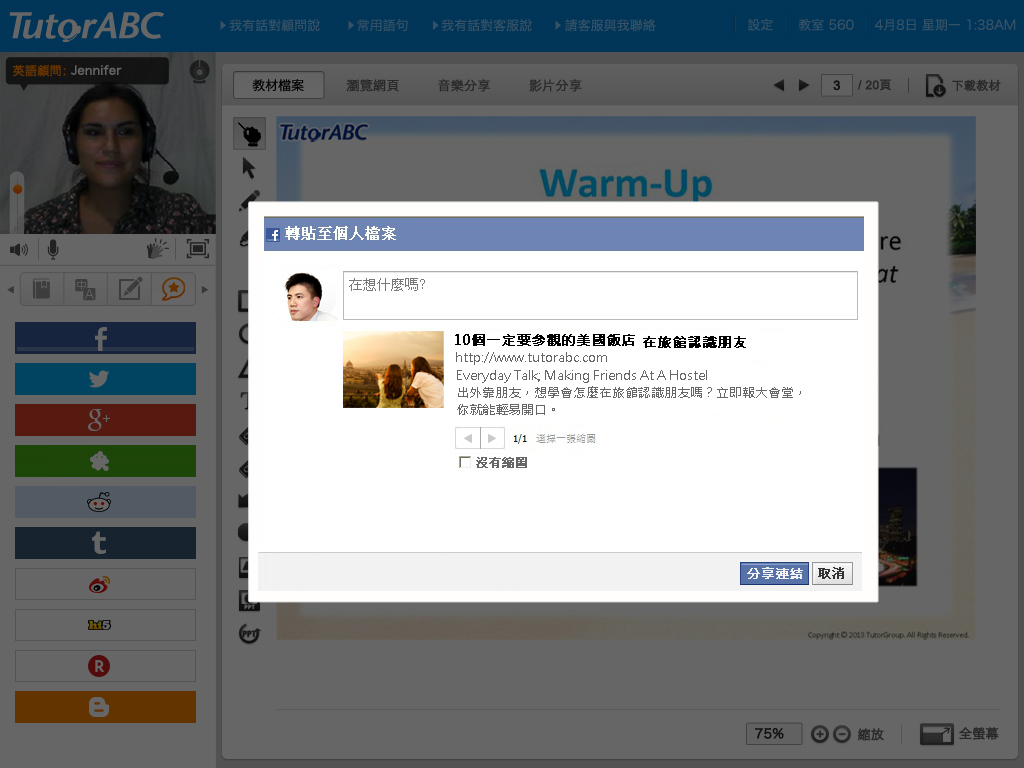 TutorABC
我有話對顧問說
常用語句
我有話對客服說
請客服與我聯絡
設定
教室 560
4月8日 星期一 1:38AM
英語顧問: Jennifer
教材檔案
瀏覽網頁
音樂分享
影片分享
3 / 20頁
下載教材
TutorABC
Warm-Up
re
at
f 轉貼至個人檔案
在想什麼嗎?
10個一定要參觀的美國飯店 在旅館認識朋友
http://www.tutorabc.com
Everyday Talk; Making Friends At A Hostel
出外靠朋友，想學會怎麼在旅館認識朋友嗎？立即報大會堂，
你就能輕易開口。
1/1 選擇一張縮圖
沒有縮圖
分享連結
取消
f
g+
t
hi5
R
PPT
PPT
Copyright © 2013 TutorGroup. All Rights Reserved.
75%
縮放
全螢幕